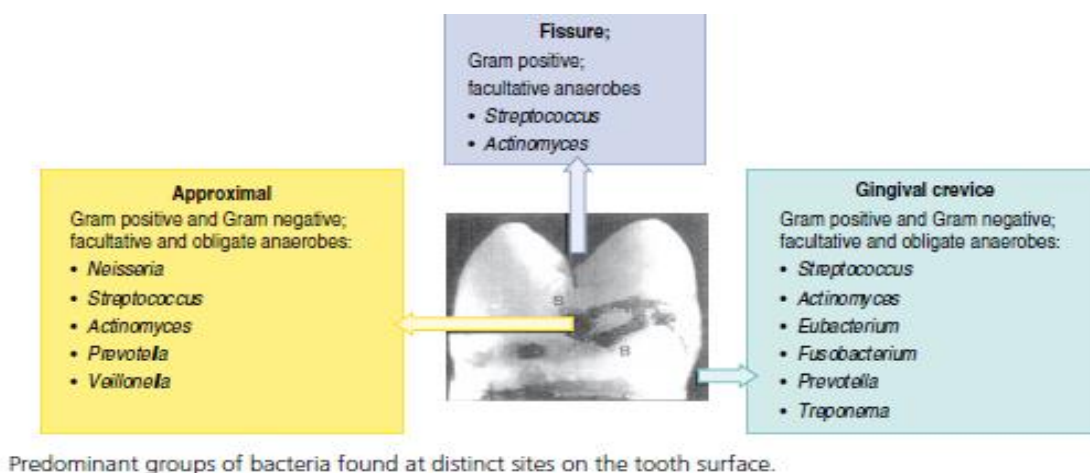 Fissure;
Gram positive;
facultative anaerobes
• Streptococcus
• Actinomyces
Approximal
Gram positive and Gram negative;
facultative and obligate anaerobes:
• Neisseria
• Streptococcus
• Actinomyces
• Prevotella
• Veillonella
Gingival crevice
Gram positive and Gram negative;
facultative and obligate anaerobes:
• Streptococcus
• Actinomyces
• Eubacterium
• Fusobacterium
• Prevotella
• Treponema
B
B
Predominant groups of bacteria found at distinct sites on the tooth surface.